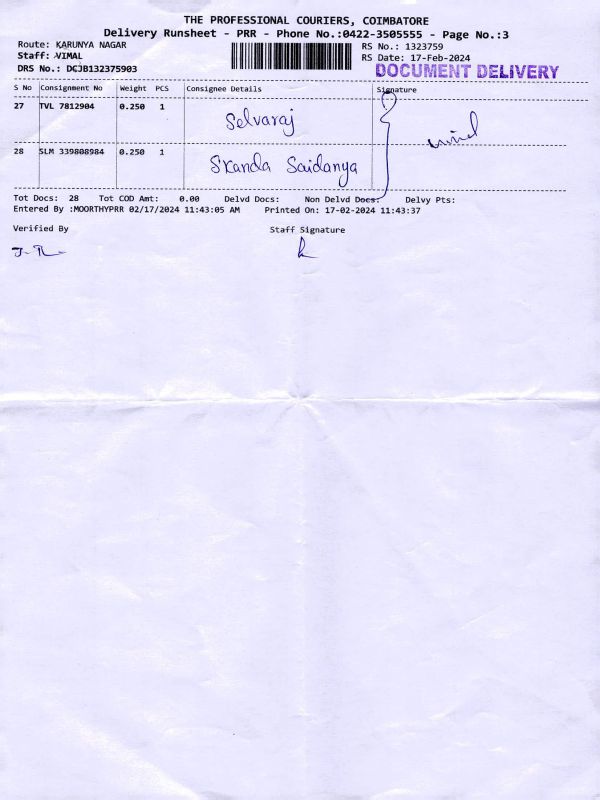 THE PROFESSIONAL COURIERS, COIMBATORE
Delivery Runsheet - PRR - Phone No.:0422-3505555 - Page No.:3
Route: KARUNYA NAGAR
RS No.: 1323759
Staff: VIMAL
RS Date: 17-Feb-2024
DRS No.: DCJB132375903
DOCUMENT DELIVERY
S No Consignment No Weight PCS Consignee Details Signature
27 TVL 7812904 0.250 1 Selvaraj
28 SLM 339808984 0.250 1 Skanda Saidanya
Tot Docs: 28 Tot COD Amt: 0.00 Delvd Docs: Non Delvd Docs: Delvy Pts:
Entered By :MOORTHYPRR 02/17/2024 11:43:05 AM Printed On: 17-02-2024 11:43:37
Verified By Staff Signature